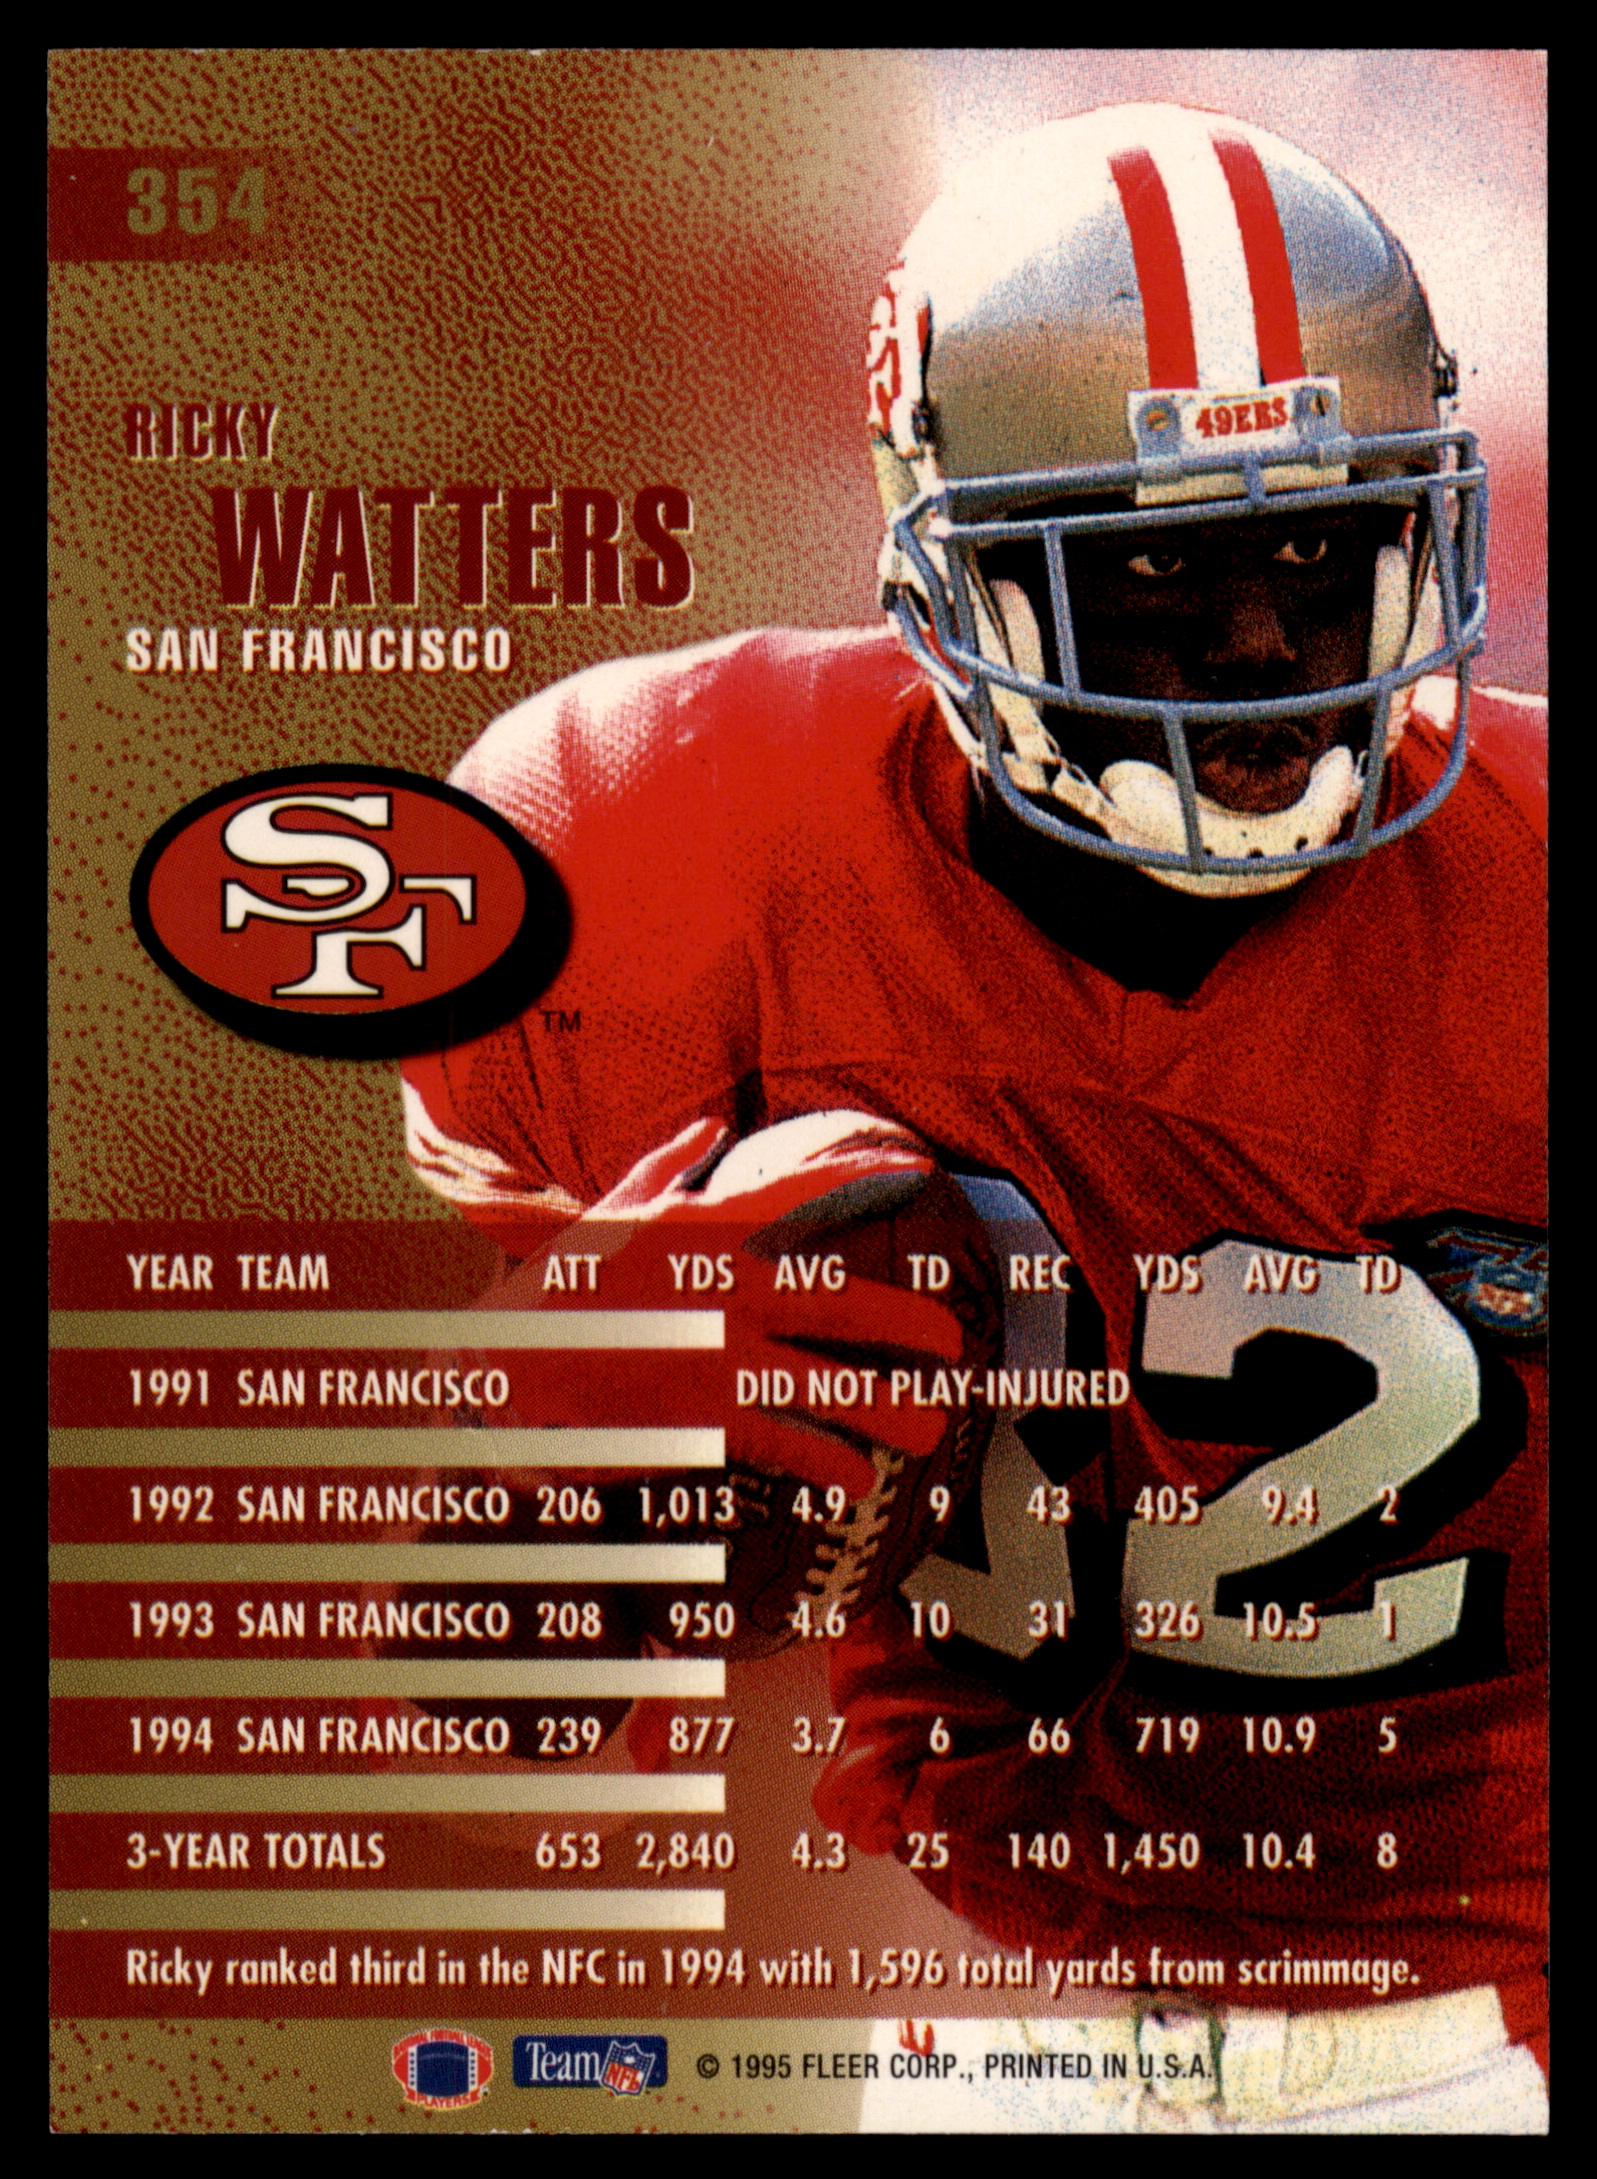 354
RICKY
WATTERS
SAN FRANCISCO
SF
TM
49ERS
YEAR TEAM ATT YDS AVG TD REC YDS AVG TD
1991 SAN FRANCISCO DID NOT PLAY-INJURED
1992 SAN FRANCISCO 206 1,013 4.9 9 43 405 9.4 2
1993 SAN FRANCISCO 208 950 4.6 10 31 326 10.5 1
1994 SAN FRANCISCO 239 877 3.7 6 66 719 10.9 5
3-YEAR TOTALS 653 2,840 4.3 25 140 1,450 10.4 8
Ricky ranked third in the NFC in 1994 with 1,596 total yards from scrimmage.
PLAYERS Team NFL © 1995 FLEER CORP., PRINTED IN U.S.A.